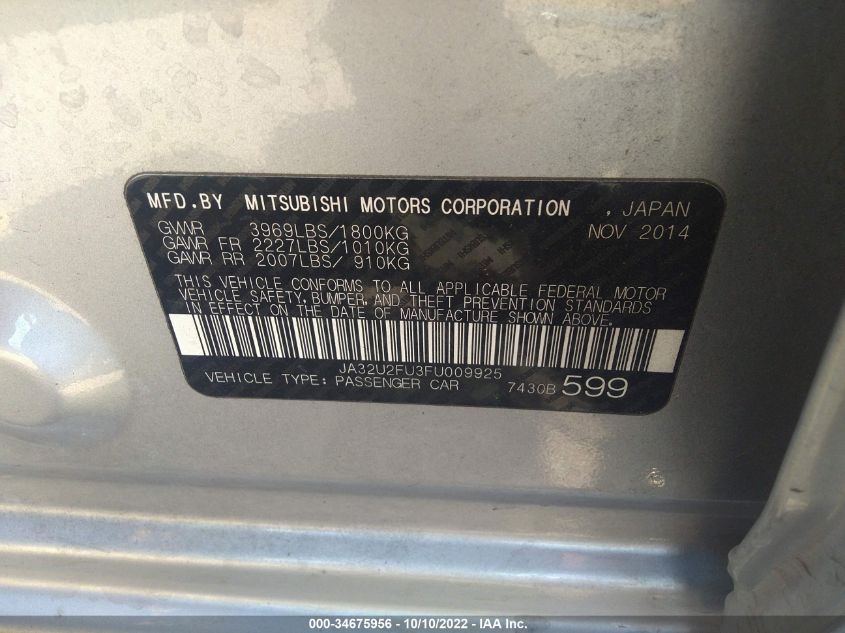 MFD.BY MITSUBISHI MOTORS CORPORATION , JAPAN
GVWR 3969LBS/1800KG NOV 2014
GAWR FR 2227LBS/1010KG
GAWR RR 2007LBS/ 910KG
THIS VEHICLE CONFORMS TO ALL APPLICABLE FEDERAL MOTOR
VEHICLE SAFETY, BUMPER, AND THEFT PREVENTION STANDARDS
IN EFFECT ON THE DATE OF MANUFACTURE SHOWN ABOVE.
JA32U2FU3FU009925
VEHICLE TYPE: PASSENGER CAR 7430B 599
000-34675956 - 10/10/2022 - IAA Inc.